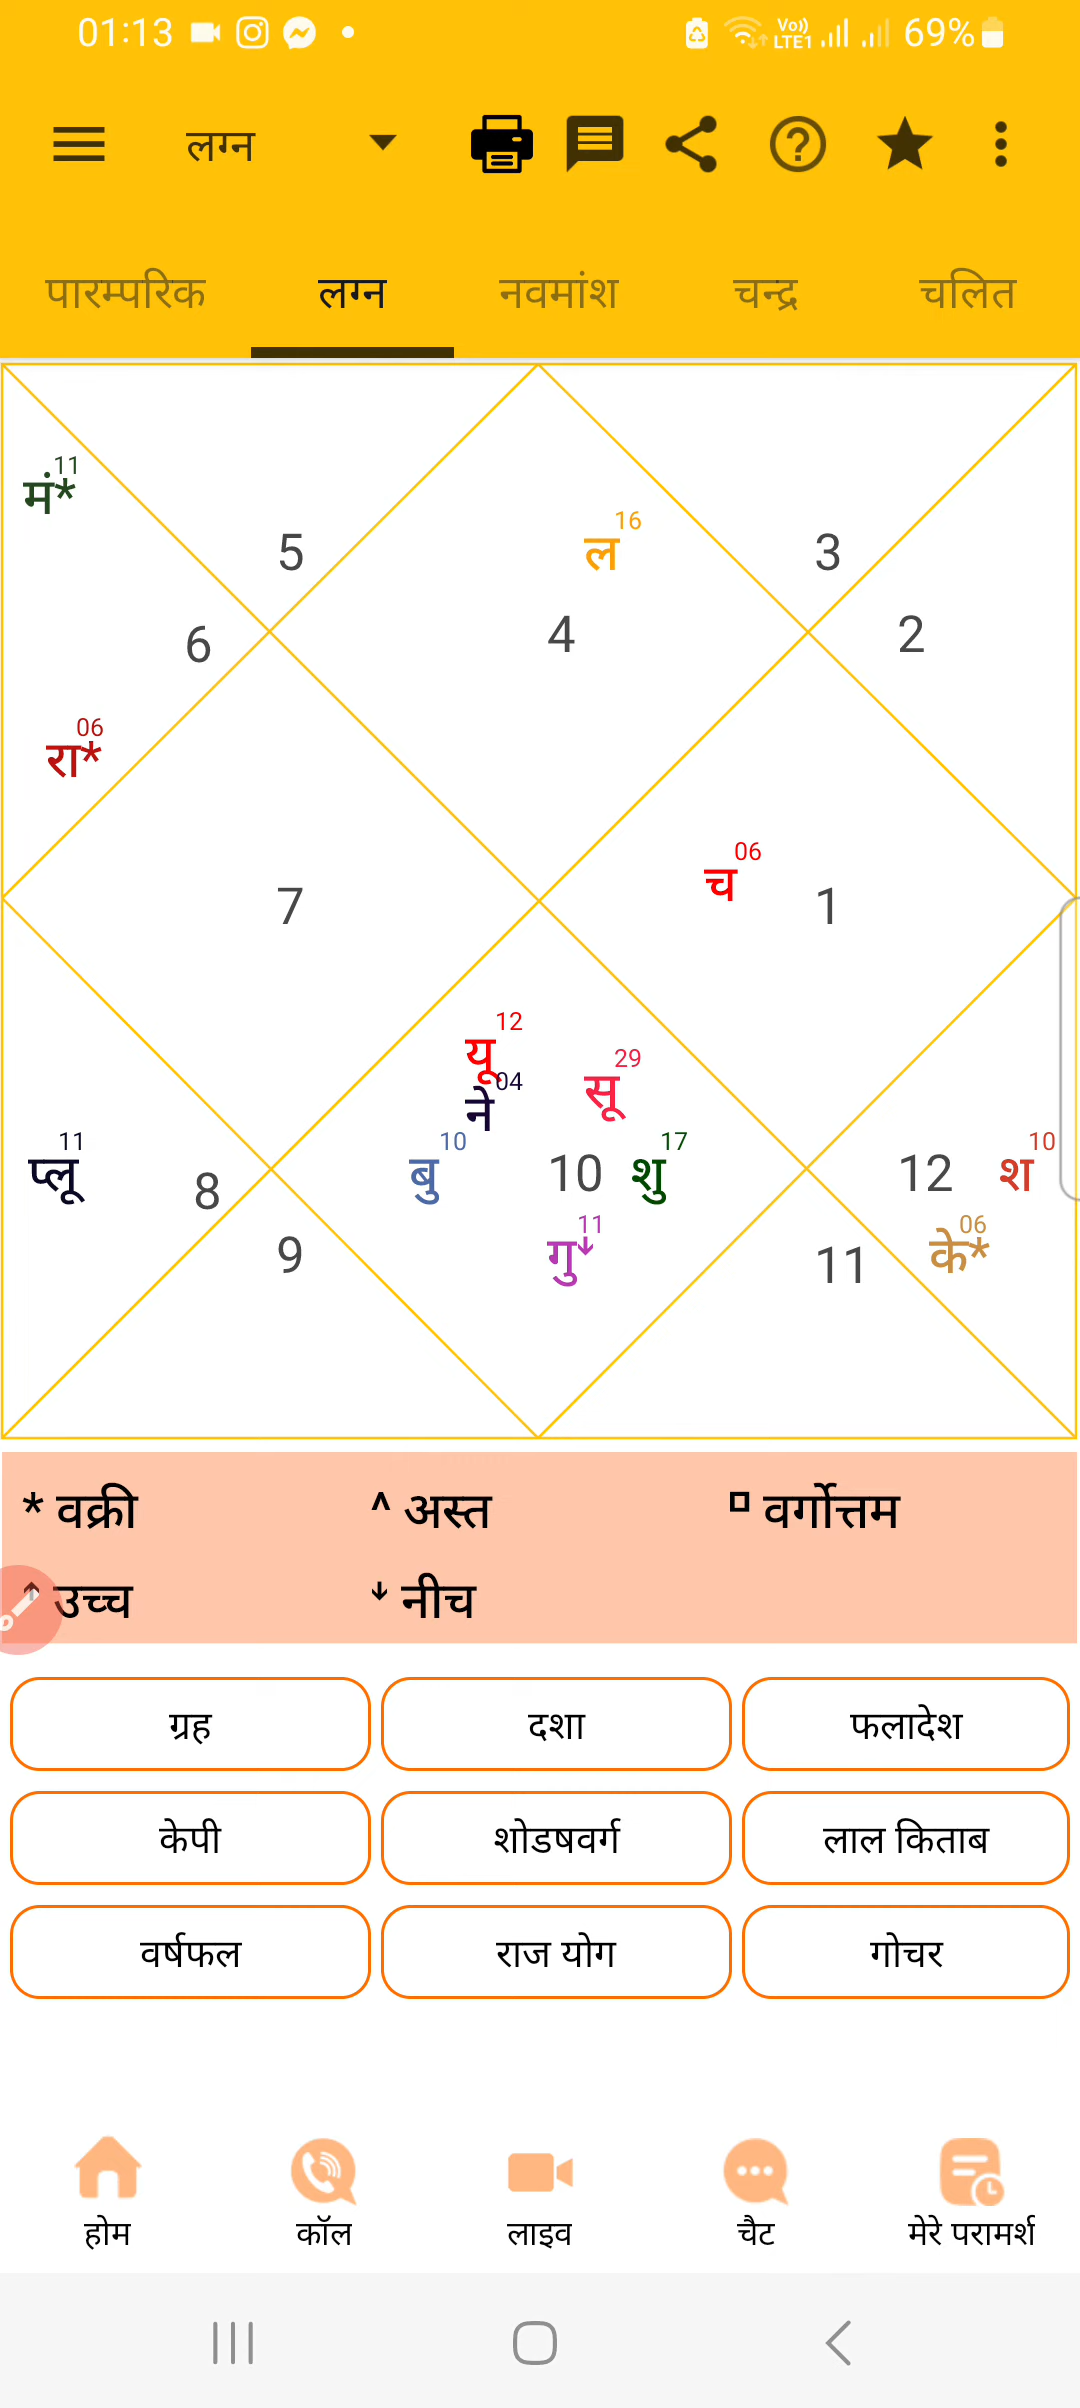 01:13 Vo)) LTE1 69%
लग्न
पारम्परिक लग्न नवमांश चन्द्र चलित
मं* 11
ल 16
5 3
6 4 2
रा* 06
च 06
7 1
यू 12
सू 29
ने 04
प्लू 11 8 बु 10 10 शु 17 12 श 10
9 गु↓ 11 11 के* 06
* वक्री ^ अस्त □ वर्गोत्तम
↑ उच्च ↓ नीच
ग्रह दशा फलादेश
केपी शोडषवर्ग लाल किताब
वर्षफल राज योग गोचर
होम कॉल लाइव चैट मेरे परामर्श